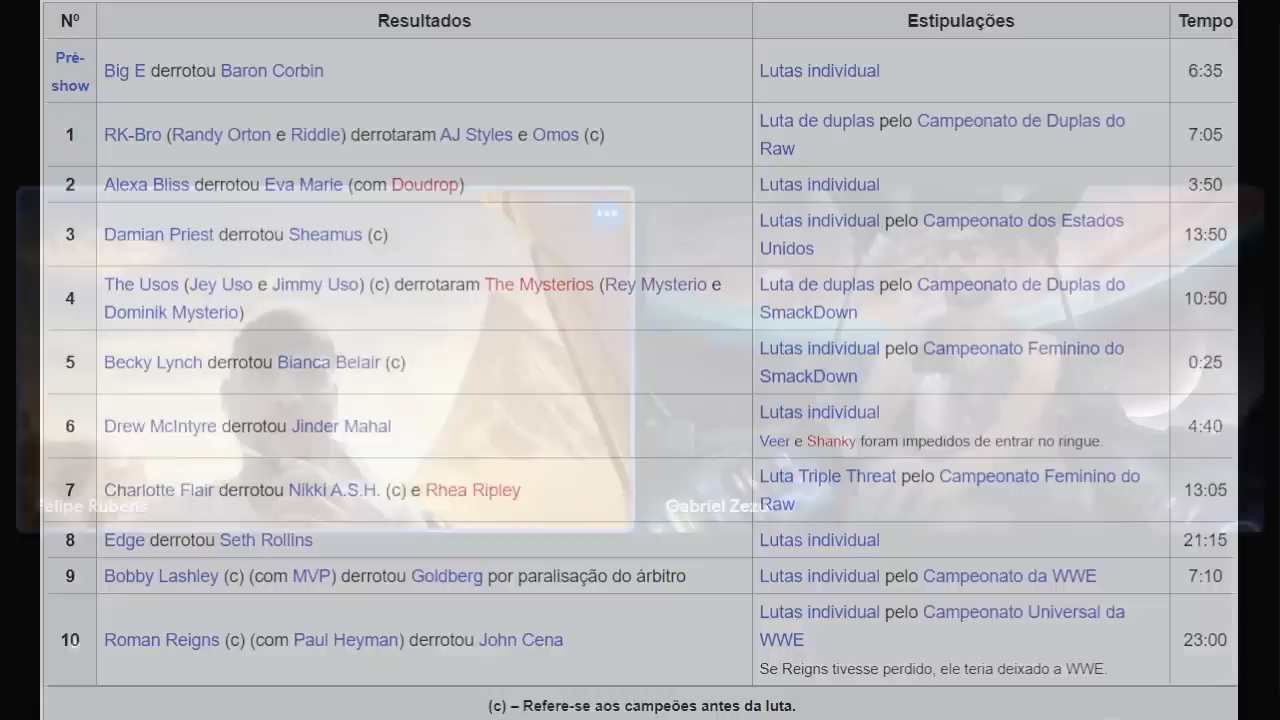 Nº Resultados Estipulações Tempo
Pré-
show
Big E derrotou Baron Corbin
Lutas individual
6:35
1
RK-Bro (Randy Orton e Riddle) derrotaram AJ Styles e Omos (c)
Luta de duplas pelo Campeonato de Duplas do
Raw
7:05
2
Alexa Bliss derrotou Eva Marie (com Doudrop)
Lutas individual
3:50
3
Damian Priest derrotou Sheamus (c)
Lutas individual pelo Campeonato dos Estados
Unidos
13:50
4
The Usos (Jey Uso e Jimmy Uso) (c) derrotaram The Mysterios (Rey Mysterio e
Dominik Mysterio)
Luta de duplas pelo Campeonato de Duplas do
SmackDown
10:50
5
Becky Lynch derrotou Bianca Belair (c)
Lutas individual pelo Campeonato Feminino do
SmackDown
0:25
6
Drew McIntyre derrotou Jinder Mahal
Lutas individual
Veer e Shanky foram impedidos de entrar no ringue.
4:40
7
Charlotte Flair derrotou Nikki A.S.H. (c) e Rhea Ripley
Luta Triple Threat pelo Campeonato Feminino do
Raw
13:05
Felipe Rubens
Gabriel
8
Edge derrotou Seth Rollins
Lutas individual
21:15
9
Bobby Lashley (c) (com MVP) derrotou Goldberg por paralisação do árbitro
Lutas individual pelo Campeonato da WWE
7:10
10
Roman Reigns (c) (com Paul Heyman) derrotou John Cena
Lutas individual pelo Campeonato Universal da
WWE
Se Reigns tivesse perdido, ele teria deixado a WWE.
23:00
(c) – Refere-se aos campeões antes da luta.